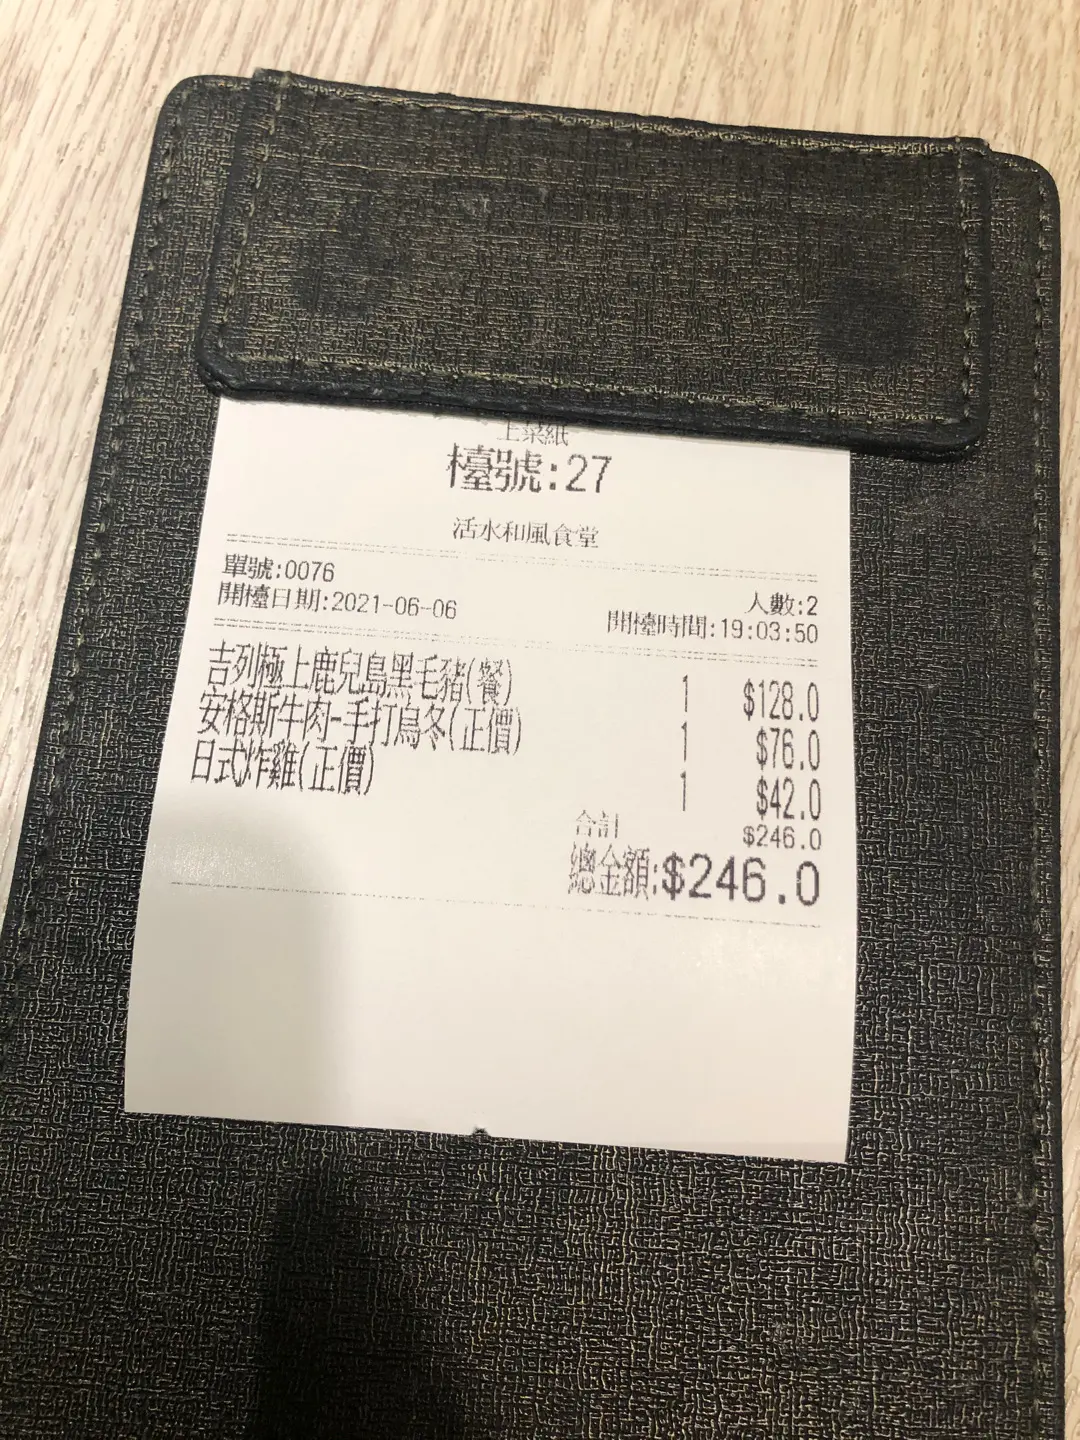 上菜紙
檯號:27
活水和風食堂
單號:0076
人數:2
開檯日期:2021-06-06
開檯時間:19:03:50
吉列極上鹿兒島黑毛豬(餐) 1 $128.0
安格斯牛肉-手打烏冬(正價) 1 $76.0
日式炸雞(正價) 1 $42.0
合計 $246.0
總金額:$246.0